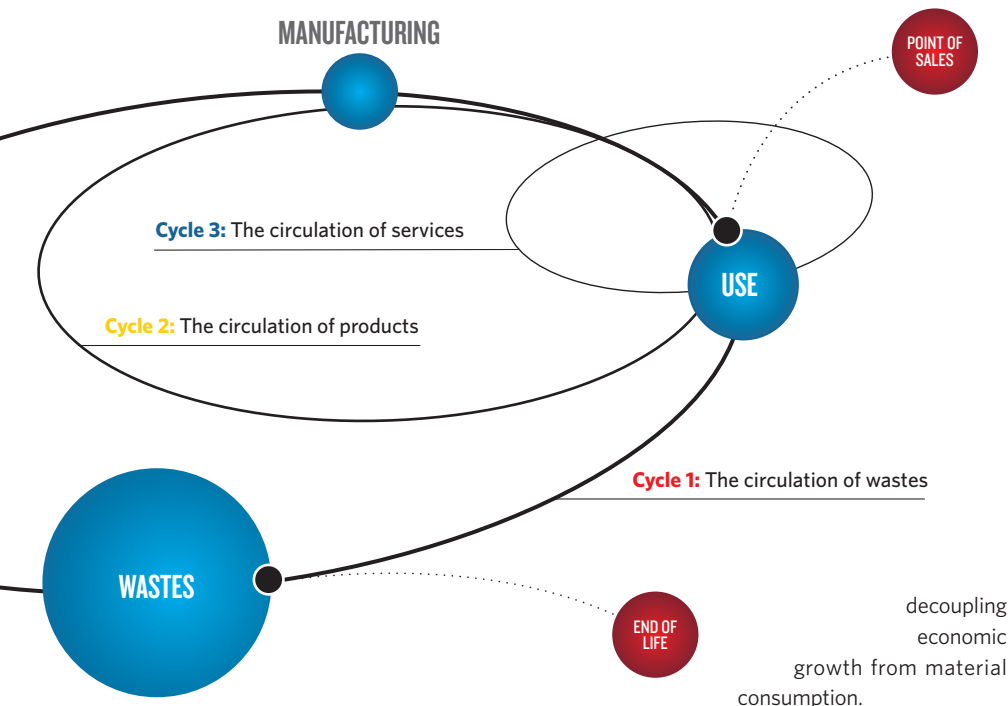 MANUFACTURING
POINT OF
SALES
Cycle 3: The circulation of services
USE
Cycle 2: The circulation of products
Cycle 1: The circulation of wastes
WASTES
END OF
LIFE
decoupling
economic
growth from material
consumption.